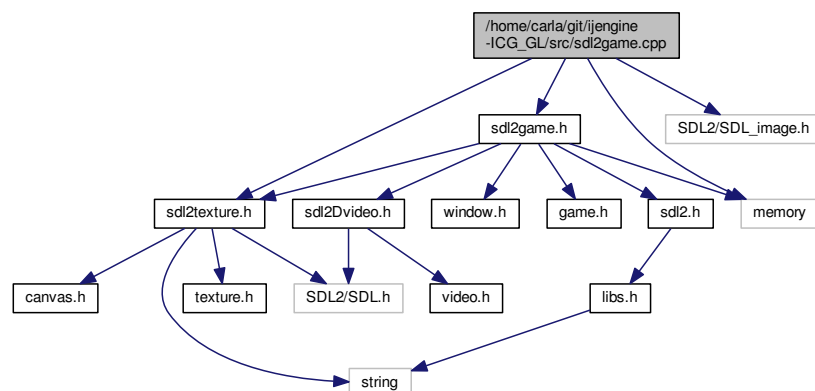 /home/carla/git/ijengine
-ICG_GL/src/sdl2game.cpp
sdl2game.h
SDL2/SDL_image.h
sdl2texture.h
sdl2Dvideo.h
window.h
game.h
sdl2.h
memory
canvas.h
texture.h
SDL2/SDL.h
video.h
libs.h
string